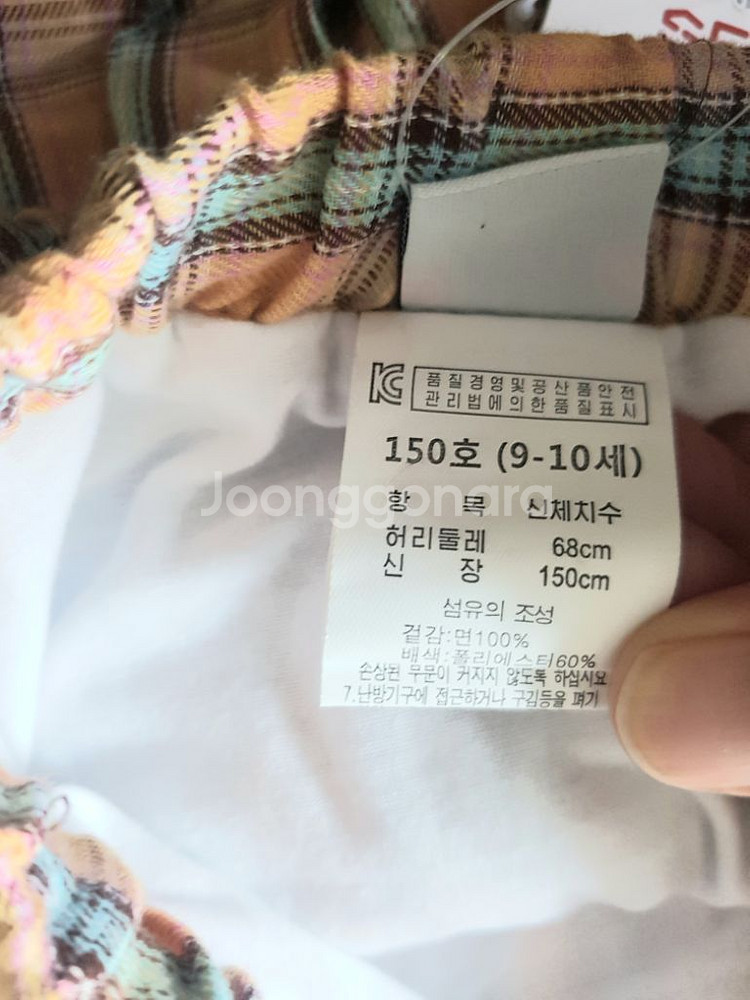 KC 품질경영및공산품안전
관리법에의한품질표시
150호 (9-10세)
항 목 신체치수
허리둘레 68cm
신 장 150cm
섬유의 조성
겉감:면100%
배색:폴리에스터60%
손상된 무문이 커지지 않도록 하십시요
7.난방기구에 접근하거나 구김등을 펴기
Joonggonara